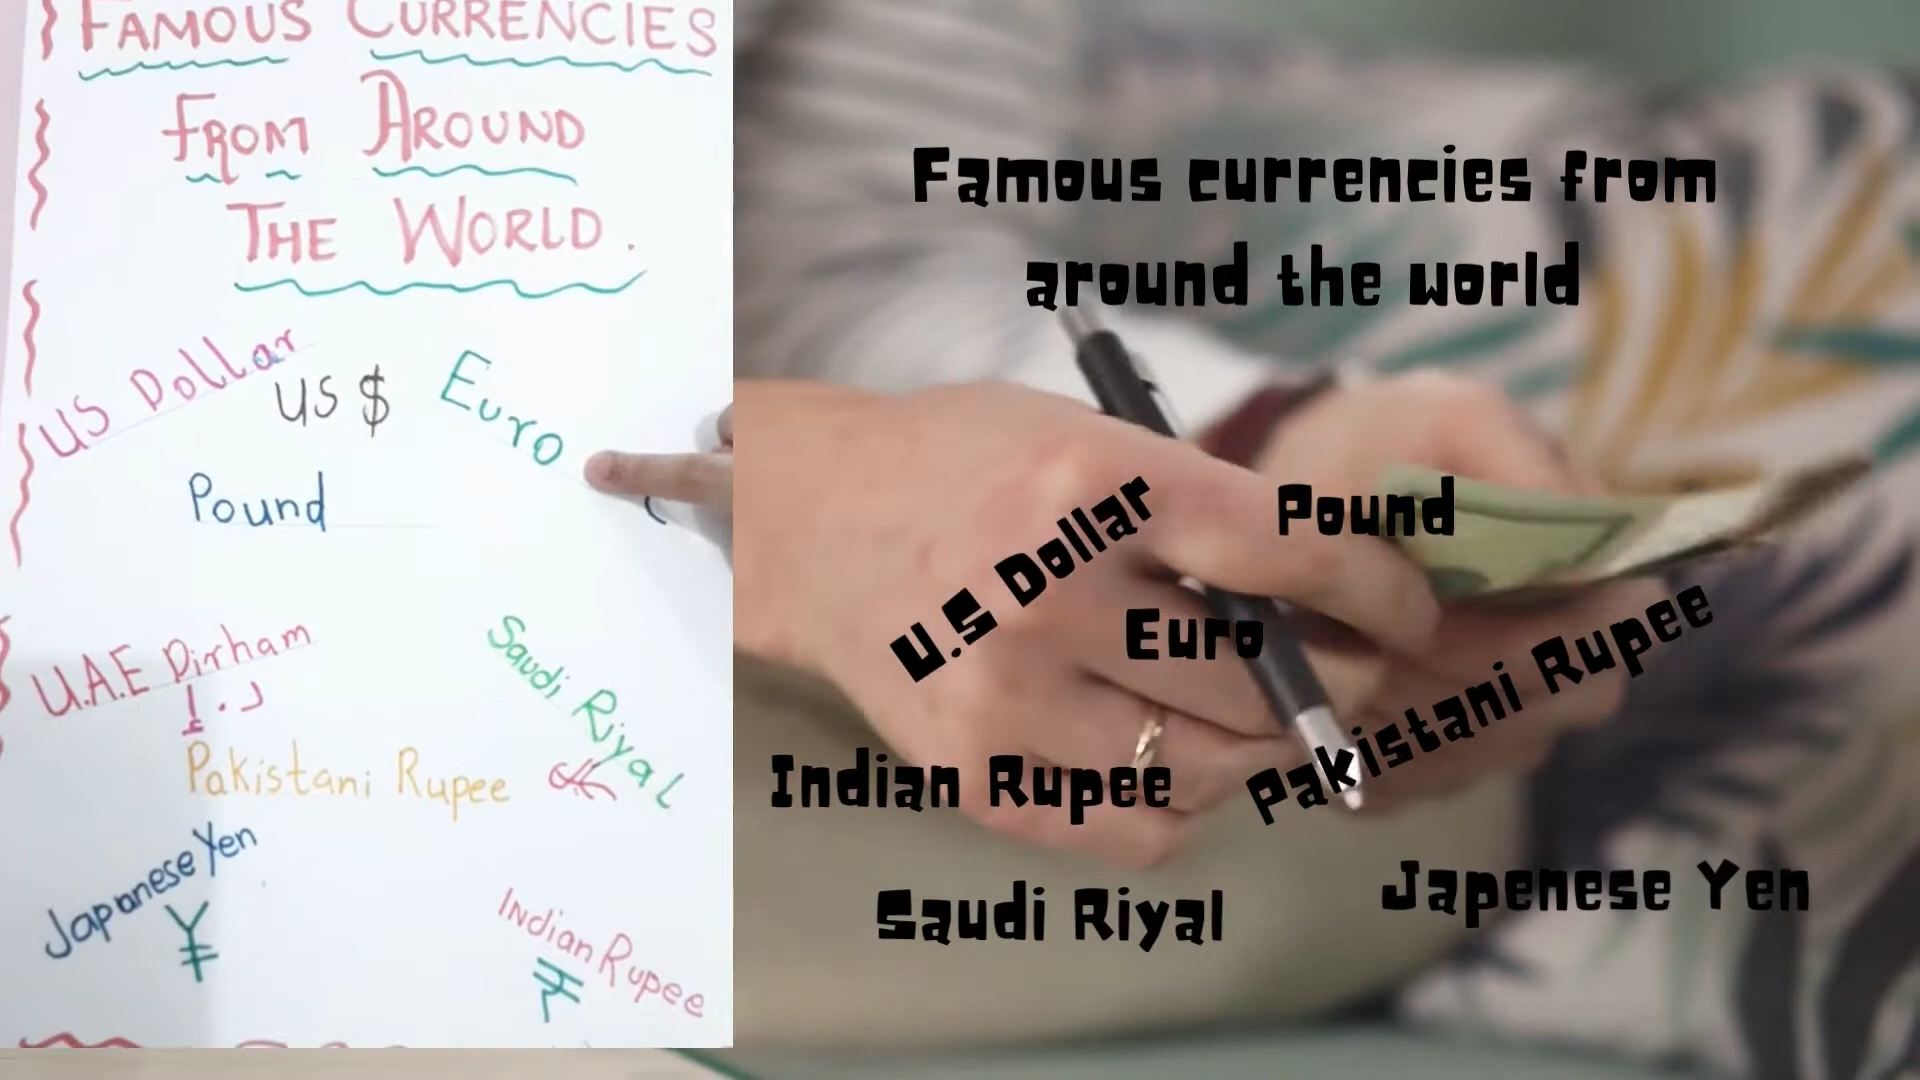 FAMOUS CURRENCIES
FROM AROUND
THE WORLD.
US Dollar
US $
Euro
Pound
U.A.E Dirham
د.إ
Saudi Riyal
Pakistani Rupee
Japanese Yen
¥
Indian Rupee
₹
Famous currencies from
around the world
U.S Dollar
Pound
Euro
Pakistani Rupee
Indian Rupee
Saudi Riyal
Japenese Yen